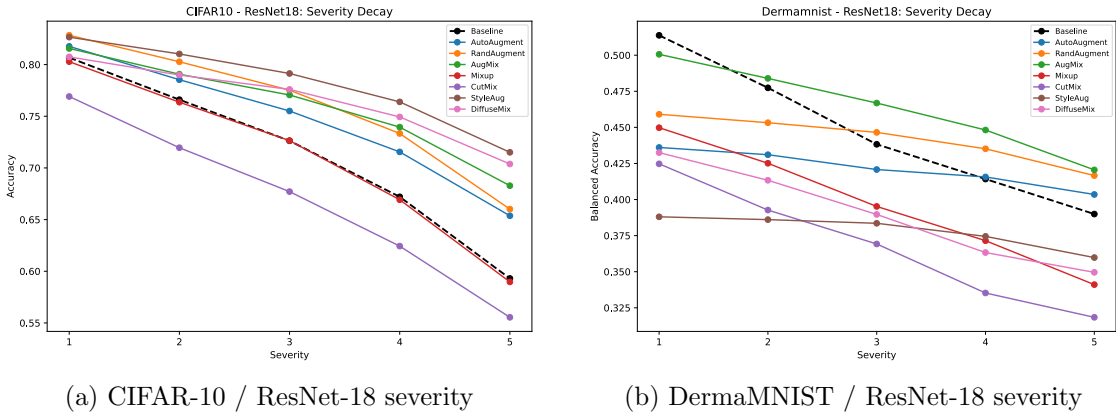 CIFAR10 - ResNet18: Severity Decay
Baseline
AutoAugment
RandAugment
AugMix
Mixup
CutMix
StyleAug
DiffuseMix
0.80
0.75
0.70
0.65
0.60
0.55
Accuracy
1 2 3 4 5
Severity
(a) CIFAR-10 / ResNet-18 severity
Dermamnist - ResNet18: Severity Decay
Baseline
AutoAugment
RandAugment
AugMix
Mixup
CutMix
StyleAug
DiffuseMix
0.500
0.475
0.450
0.425
0.400
0.375
0.350
0.325
Balanced Accuracy
1 2 3 4 5
Severity
(b) DermaMNIST / ResNet-18 severity